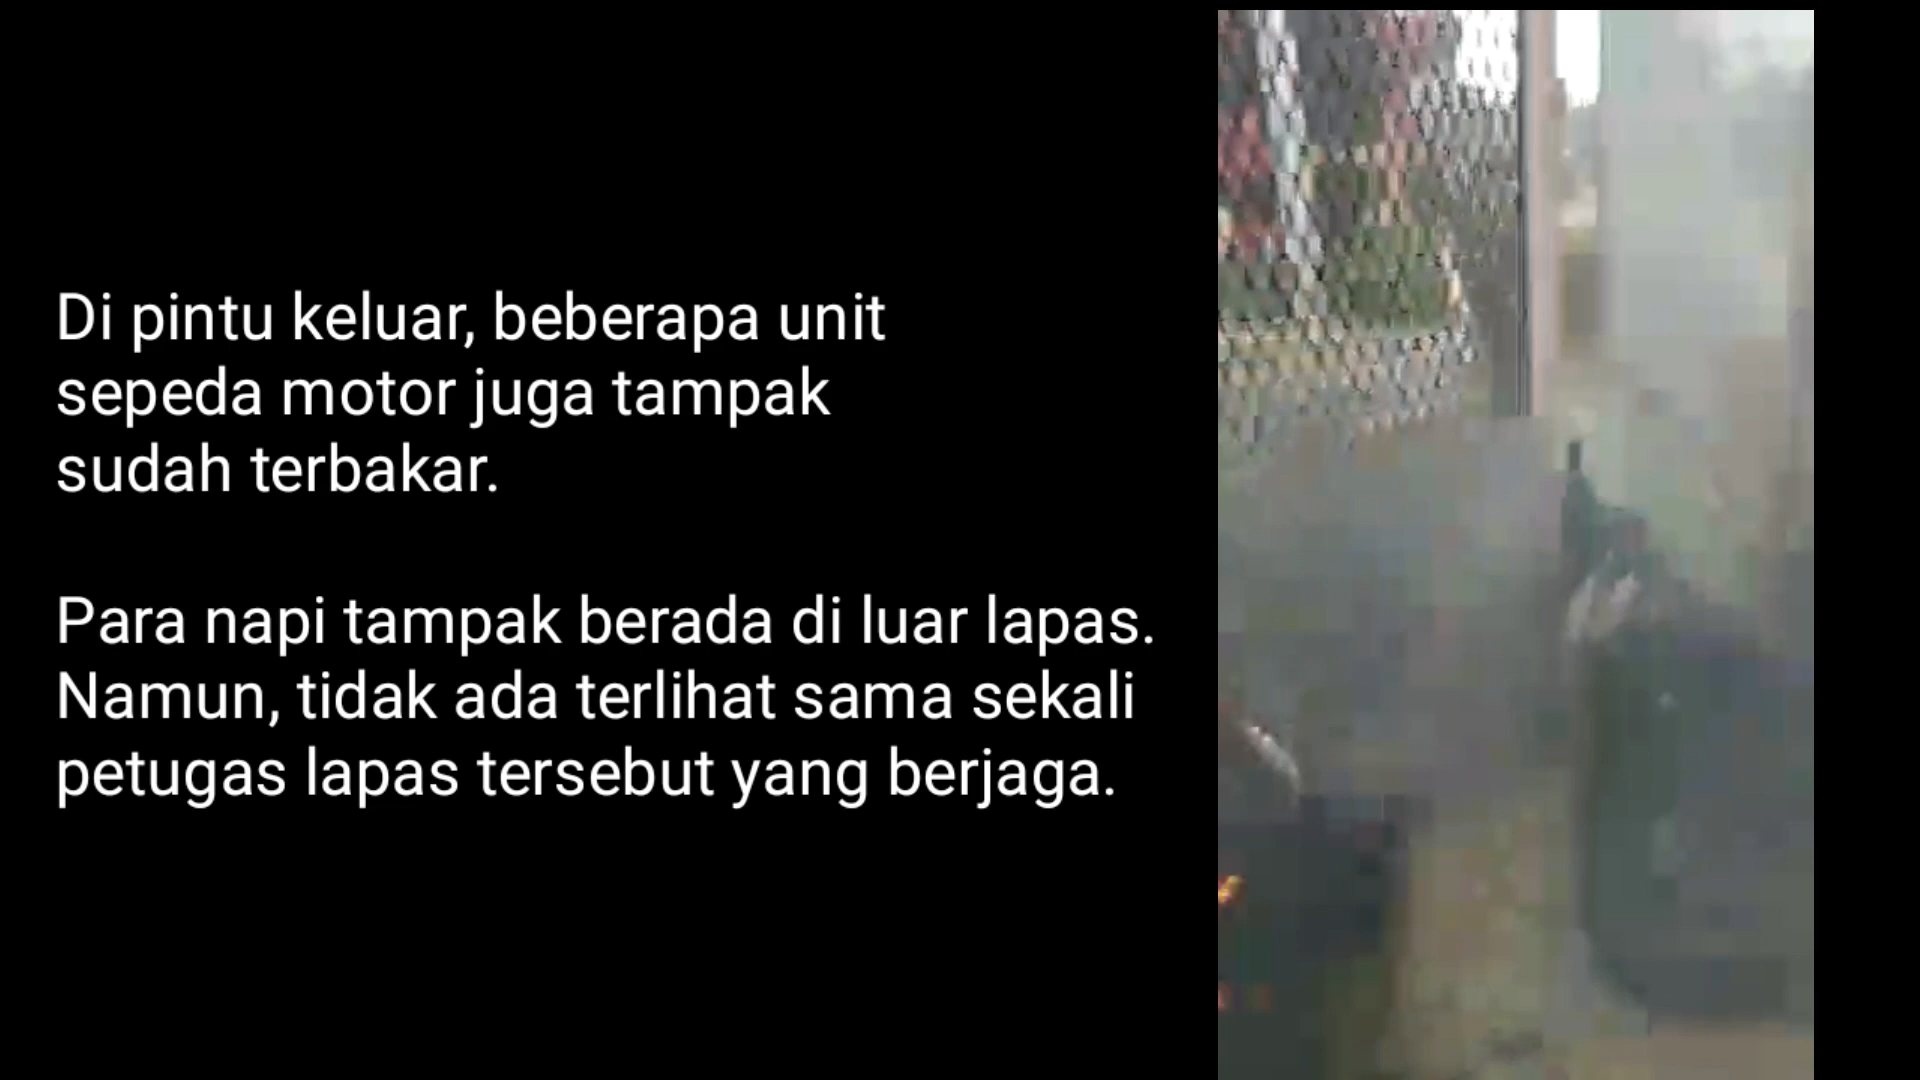 Di pintu keluar, beberapa unit
sepeda motor juga tampak
sudah terbakar.
Para napi tampak berada di luar lapas.
Namun, tidak ada terlihat sama sekali
petugas lapas tersebut yang berjaga.